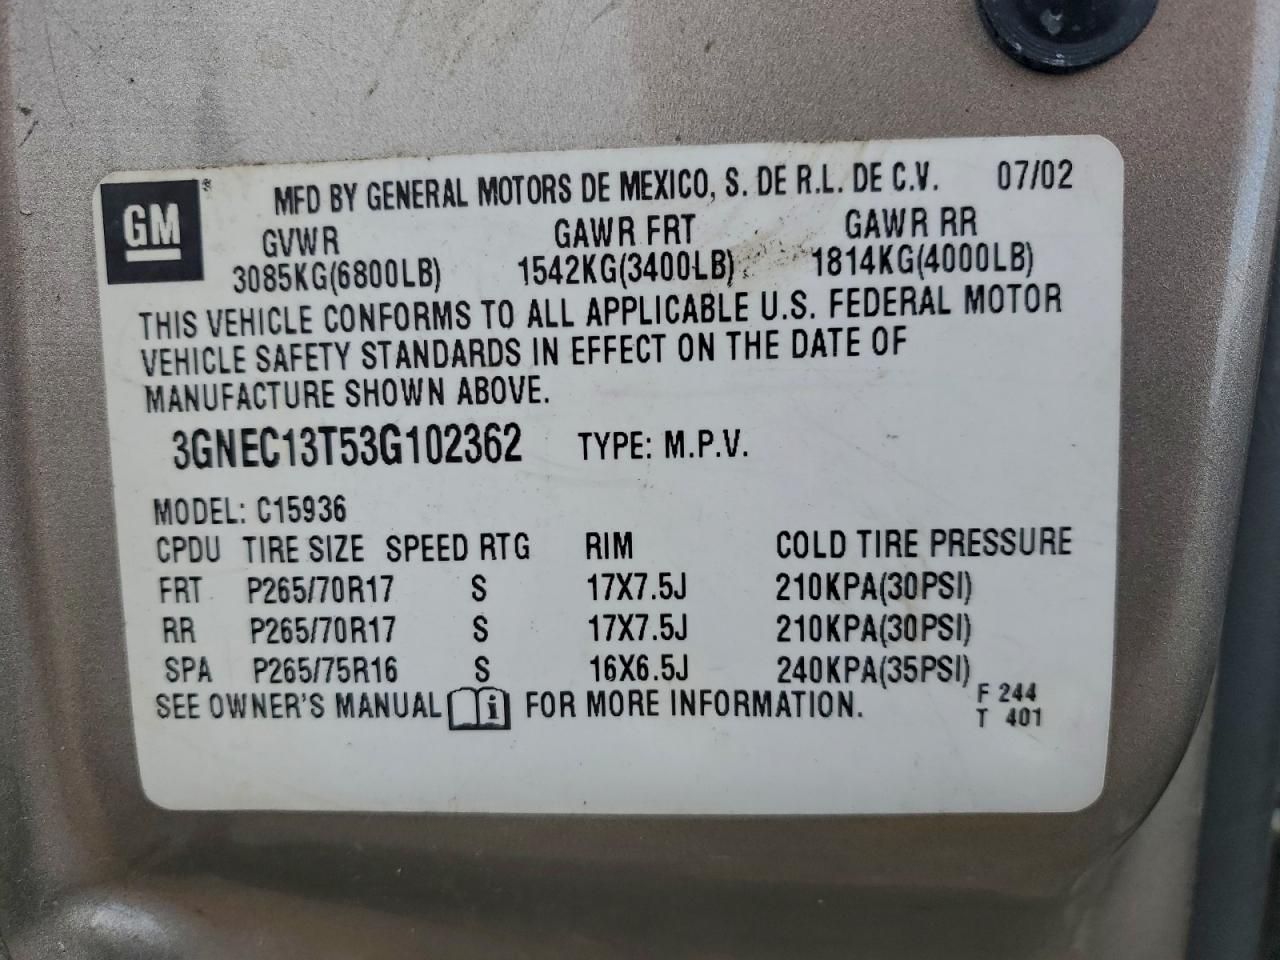 GM®
MFD BY GENERAL MOTORS DE MEXICO, S. DE R.L. DE C.V. 07/02
GVWR GAWR FRT GAWR RR
3085KG(6800LB) 1542KG(3400LB) 1814KG(4000LB)
THIS VEHICLE CONFORMS TO ALL APPLICABLE U.S. FEDERAL MOTOR
VEHICLE SAFETY STANDARDS IN EFFECT ON THE DATE OF
MANUFACTURE SHOWN ABOVE.
3GNEC13T53G102362 TYPE: M.P.V.
MODEL: C15936
CPDU TIRE SIZE SPEED RTG RIM COLD TIRE PRESSURE
FRT P265/70R17 S 17X7.5J 210KPA(30PSI)
RR P265/70R17 S 17X7.5J 210KPA(30PSI)
SPA P265/75R16 S 16X6.5J 240KPA(35PSI)
SEE OWNER'S MANUAL i FOR MORE INFORMATION. F 244
T 401